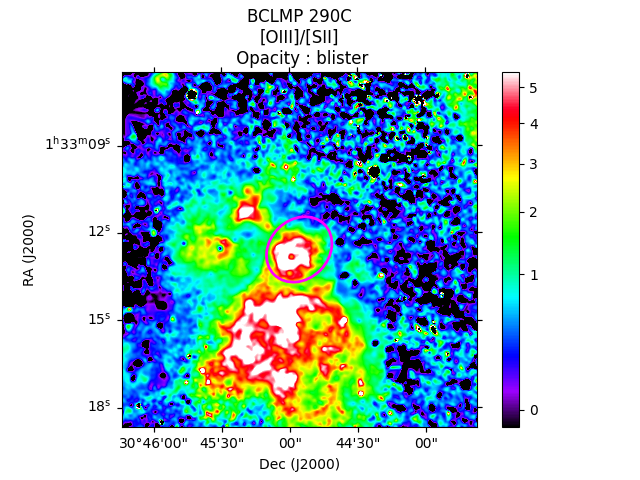 BCLMP 290C
[OIII]/[SII]
Opacity : blister
RA (J2000)
1ʰ33ᵐ09ˢ
12ˢ
15ˢ
18ˢ
30°46'00" 45'30" 00" 44'30" 00"
Dec (J2000)
5
4
3
2
1
0